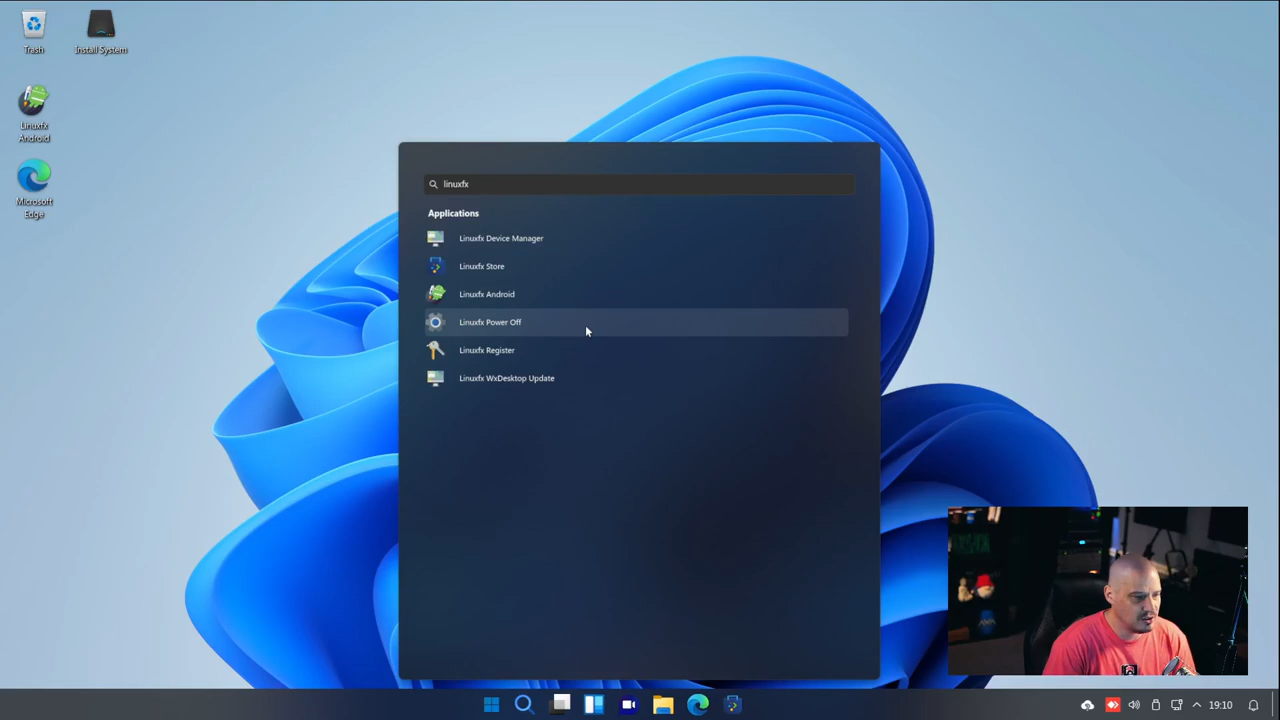 Trash
Install System
Linuxfx
Android
Microsoft
Edge
linuxfx
Applications
Linuxfx Device Manager
Linuxfx Store
Linuxfx Android
Linuxfx Power Off
Linuxfx Register
Linuxfx WxDesktop Update
19:10